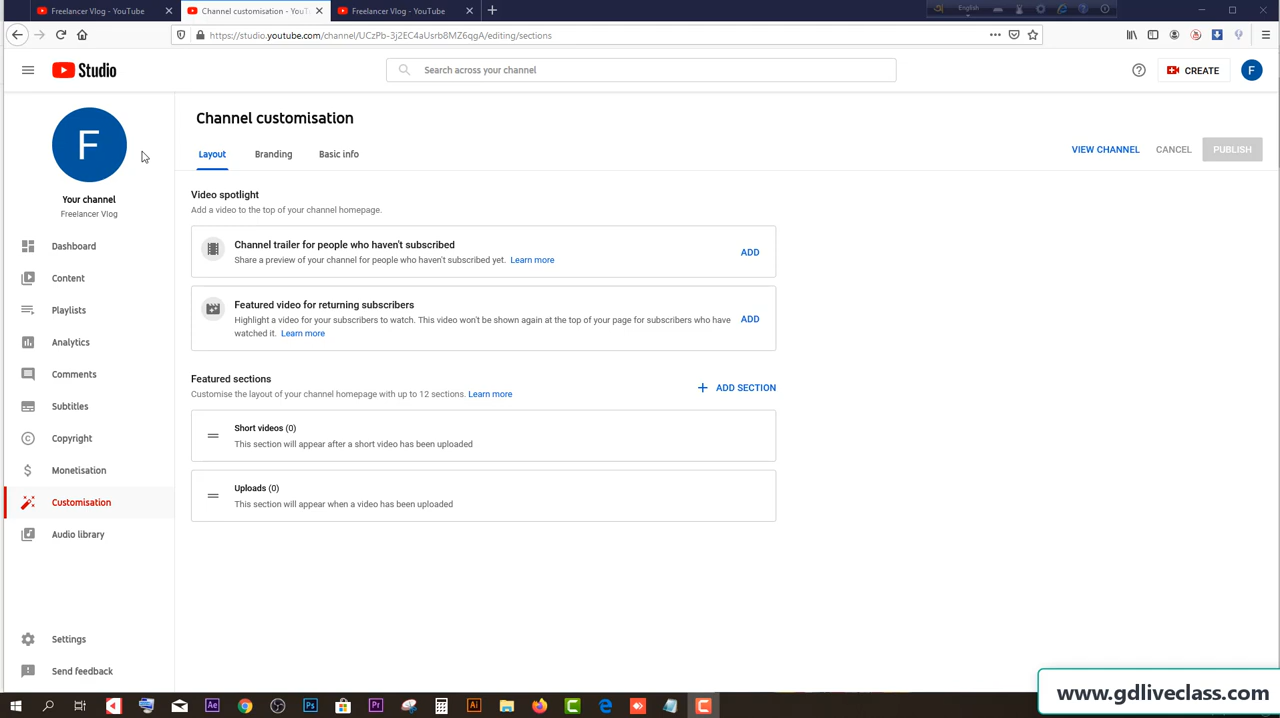 Freelancer Vlog - YouTube
Channel customisation - YouT
Freelancer Vlog - YouTube
English
https://studio.youtube.com/channel/UCzPb-3j2EC4aUsrb8MZ6qgA/editing/sections
Studio
Search across your channel
CREATE
F
F
Your channel
Freelancer Vlog
Dashboard
Content
Playlists
Analytics
Comments
Subtitles
Copyright
Monetisation
Customisation
Audio library
Settings
Send feedback
Channel customisation
Layout
Branding
Basic info
VIEW CHANNEL
CANCEL
PUBLISH
Video spotlight
Add a video to the top of your channel homepage.
Channel trailer for people who haven't subscribed
Share a preview of your channel for people who haven't subscribed yet. Learn more
ADD
Featured video for returning subscribers
Highlight a video for your subscribers to watch. This video won't be shown again at the top of your page for subscribers who have
watched it. Learn more
ADD
Featured sections
Customise the layout of your channel homepage with up to 12 sections. Learn more
ADD SECTION
Short videos (0)
This section will appear after a short video has been uploaded
Uploads (0)
This section will appear when a video has been uploaded
Ae
Ps
Pr
Ai
www.gdliveclass.com